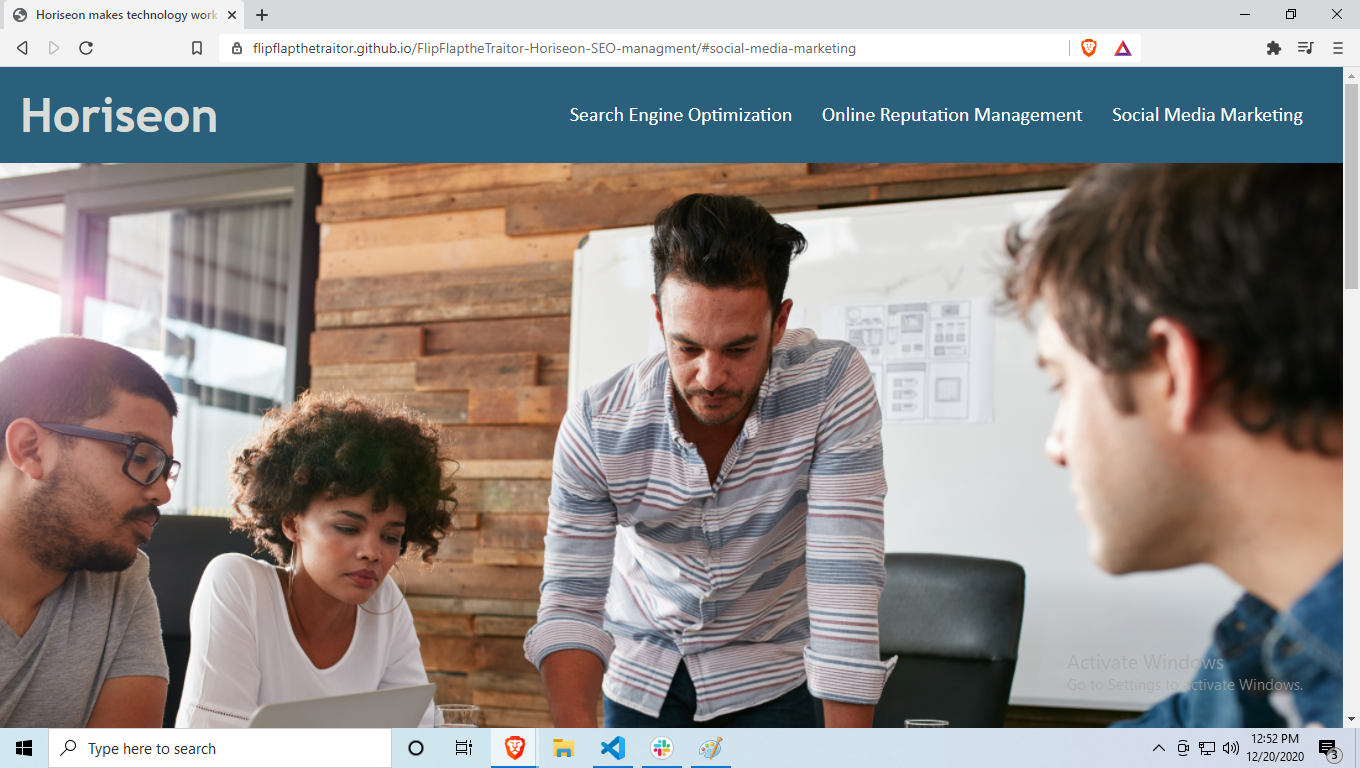 Horiseon makes technology work
flipflapthetraitor.github.io/FlipFlaptheTraitor-Horiseon-SEO-managment/#social-media-marketing
Horiseon
Search Engine Optimization
Online Reputation Management
Social Media Marketing
Activate Windows
Go to Settings to activate Windows.
Type here to search
12:52 PM
12/20/2020
3